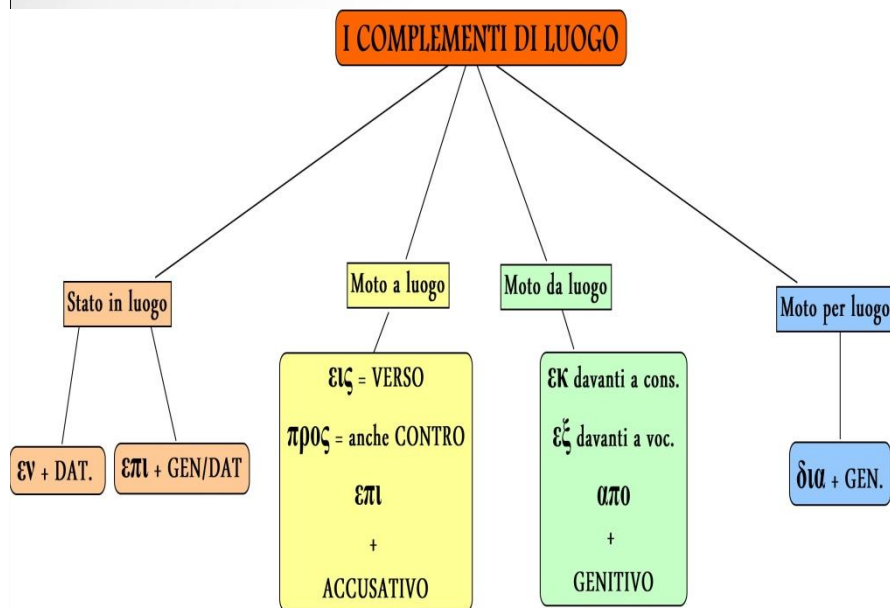 I COMPLEMENTI DI LUOGO
Stato in luogo
εν + DAT.
επι + GEN/DAT
Moto a luogo
εις = VERSO
προς = anche CONTRO
επι
+
ACCUSATIVO
Moto da luogo
εκ davanti a cons.
εξ davanti a voc.
απο
+
GENITIVO
Moto per luogo
δια + GEN.